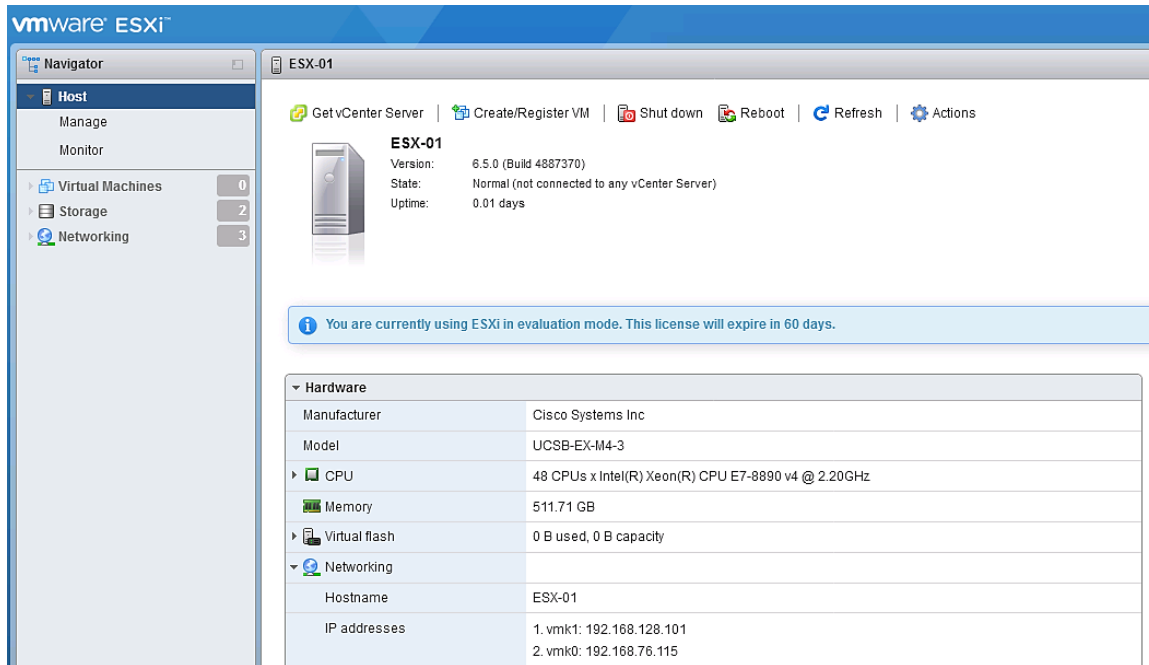 vmware ESXi™
Navigator
Host
Manage
Monitor
Virtual Machines 0
Storage 2
Networking 3
ESX-01
Get vCenter Server | Create/Register VM | Shut down Reboot | Refresh | Actions
ESX-01
Version: 6.5.0 (Build 4887370)
State: Normal (not connected to any vCenter Server)
Uptime: 0.01 days
You are currently using ESXi in evaluation mode. This license will expire in 60 days.
Hardware
Manufacturer Cisco Systems Inc
Model UCSB-EX-M4-3
CPU 48 CPUs x Intel(R) Xeon(R) CPU E7-8890 v4 @ 2.20GHz
Memory 511.71 GB
Virtual flash 0 B used, 0 B capacity
Networking
Hostname ESX-01
IP addresses 1. vmk1: 192.168.128.101
2. vmk0: 192.168.76.115